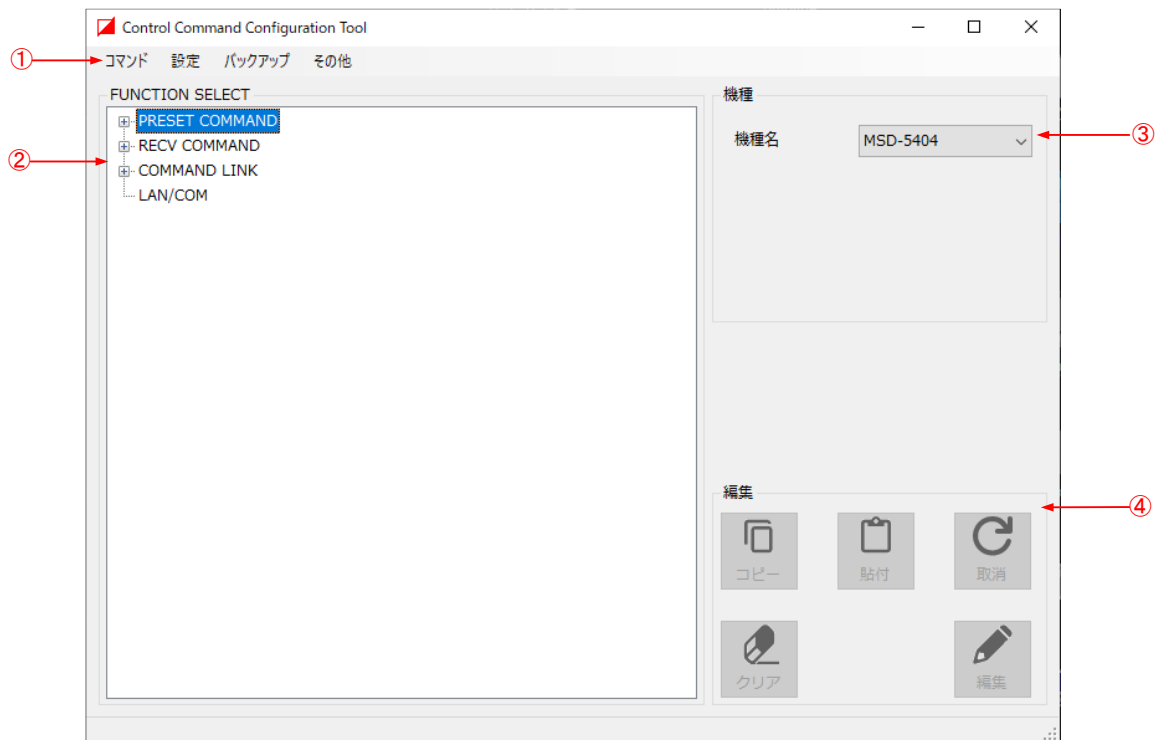 Control Command Configuration Tool
① コマンド 設定 バックアップ その他
FUNCTION SELECT
② PRESET COMMAND
RECV COMMAND
COMMAND LINK
LAN/COM
機種
機種名 MSD-5404 ③
編集 ④
コピー 貼付 取消
クリア 編集